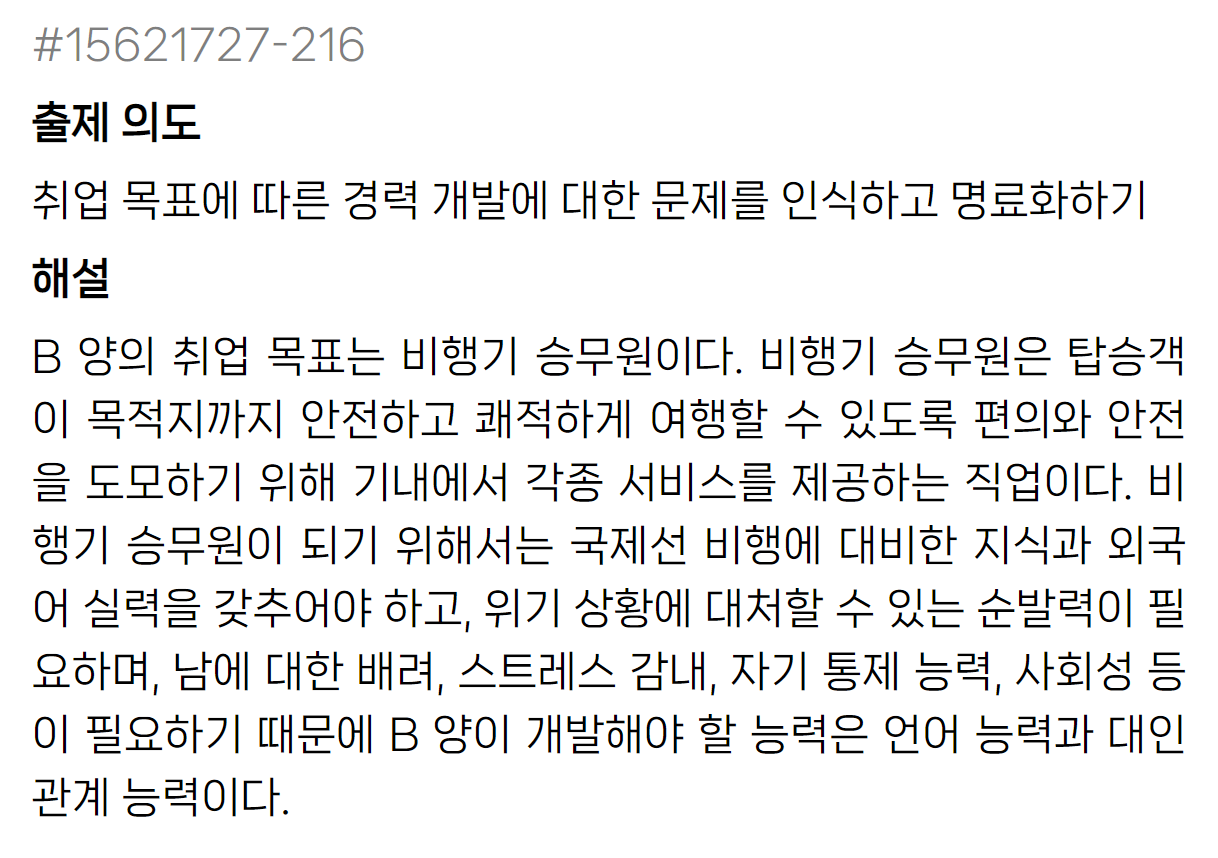 #15621727-216
출제 의도
취업 목표에 따른 경력 개발에 대한 문제를 인식하고 명료화하기
해설
B 양의 취업 목표는 비행기 승무원이다. 비행기 승무원은 탑승객
이 목적지까지 안전하고 쾌적하게 여행할 수 있도록 편의와 안전
을 도모하기 위해 기내에서 각종 서비스를 제공하는 직업이다. 비
행기 승무원이 되기 위해서는 국제선 비행에 대비한 지식과 외국
어 실력을 갖추어야 하고, 위기 상황에 대처할 수 있는 순발력이 필
요하며, 남에 대한 배려, 스트레스 감내, 자기 통제 능력, 사회성 등
이 필요하기 때문에 B 양이 개발해야 할 능력은 언어 능력과 대인
관계 능력이다.